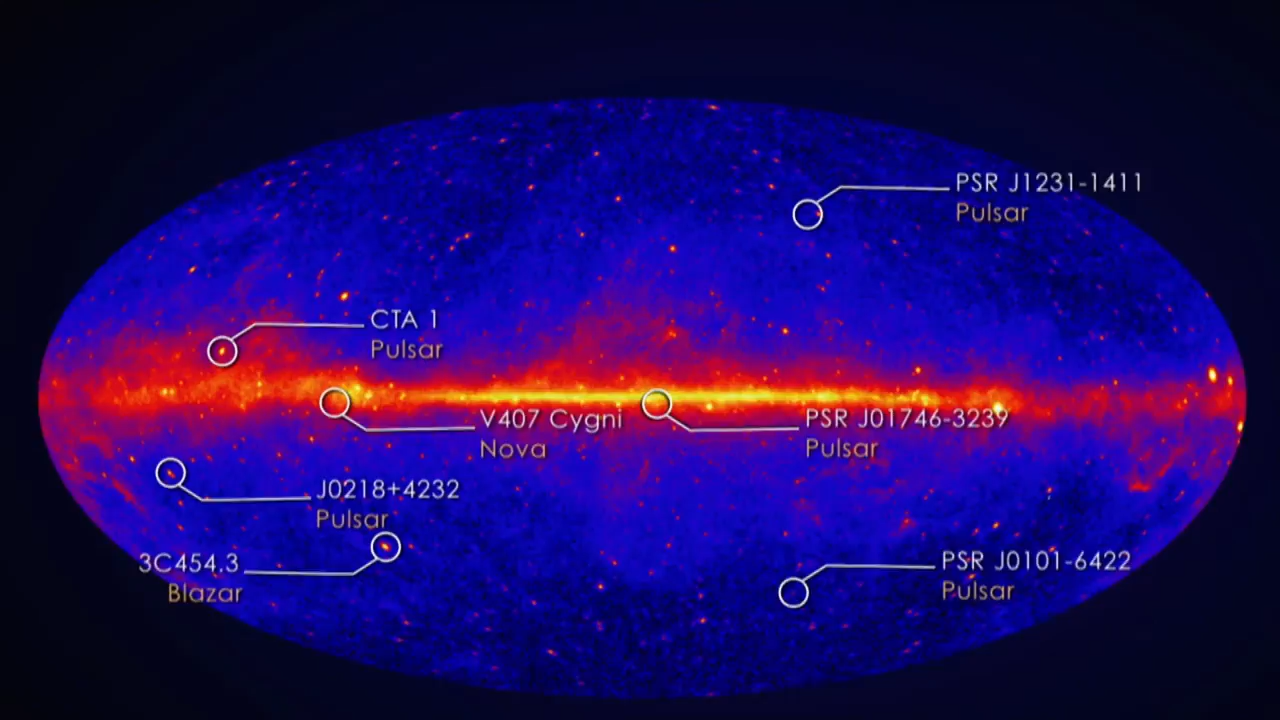 PSR J1231-1411
Pulsar
CTA 1
Pulsar
V407 Cygni
Nova
PSR J01746-3239
Pulsar
J0218+4232
Pulsar
3C454.3
Blazar
PSR J0101-6422
Pulsar